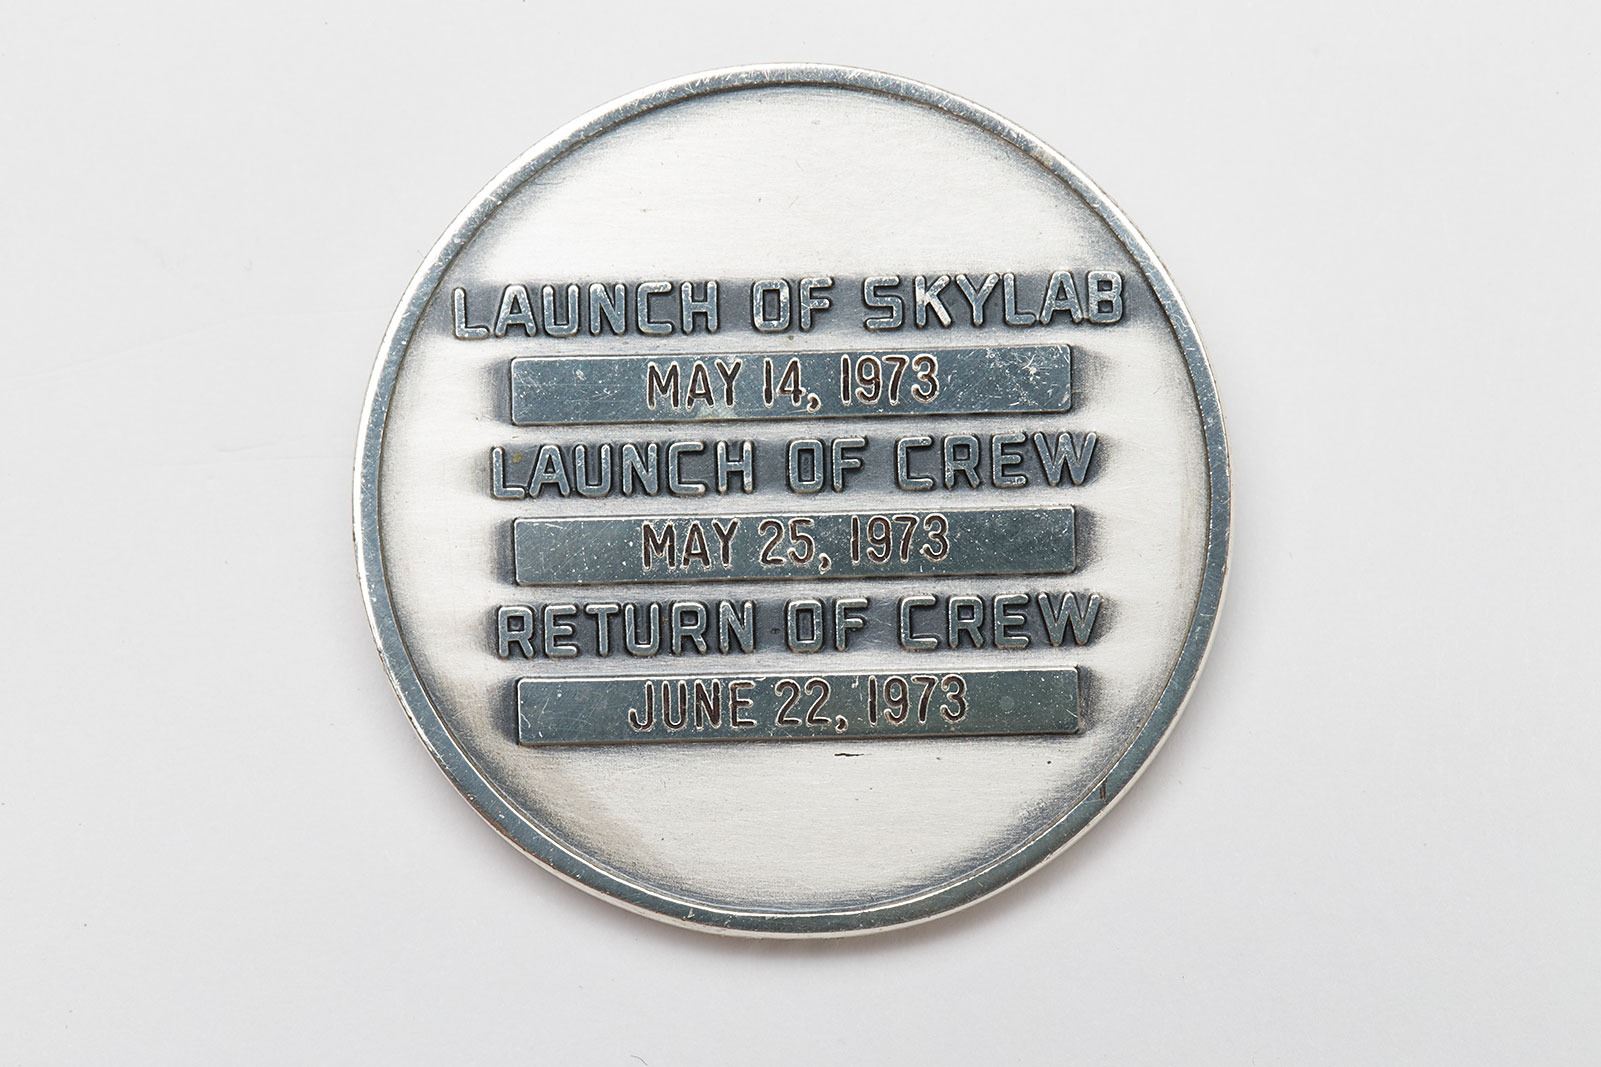 LAUNCH OF SKYLAB
MAY 14, 1973
LAUNCH OF CREW
MAY 25, 1973
RETURN OF CREW
JUNE 22, 1973